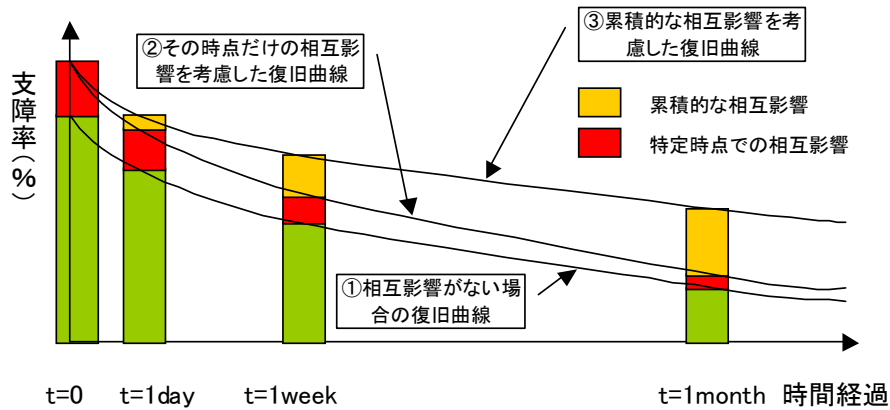 ②その時点だけの相互影
響を考慮した復旧曲線
③累積的な相互影響を考
慮した復旧曲線
支障率(%)
累積的な相互影響
特定時点での相互影響
①相互影響がない場
合の復旧曲線
t=0 t=1day t=1week t=1month 時間経過